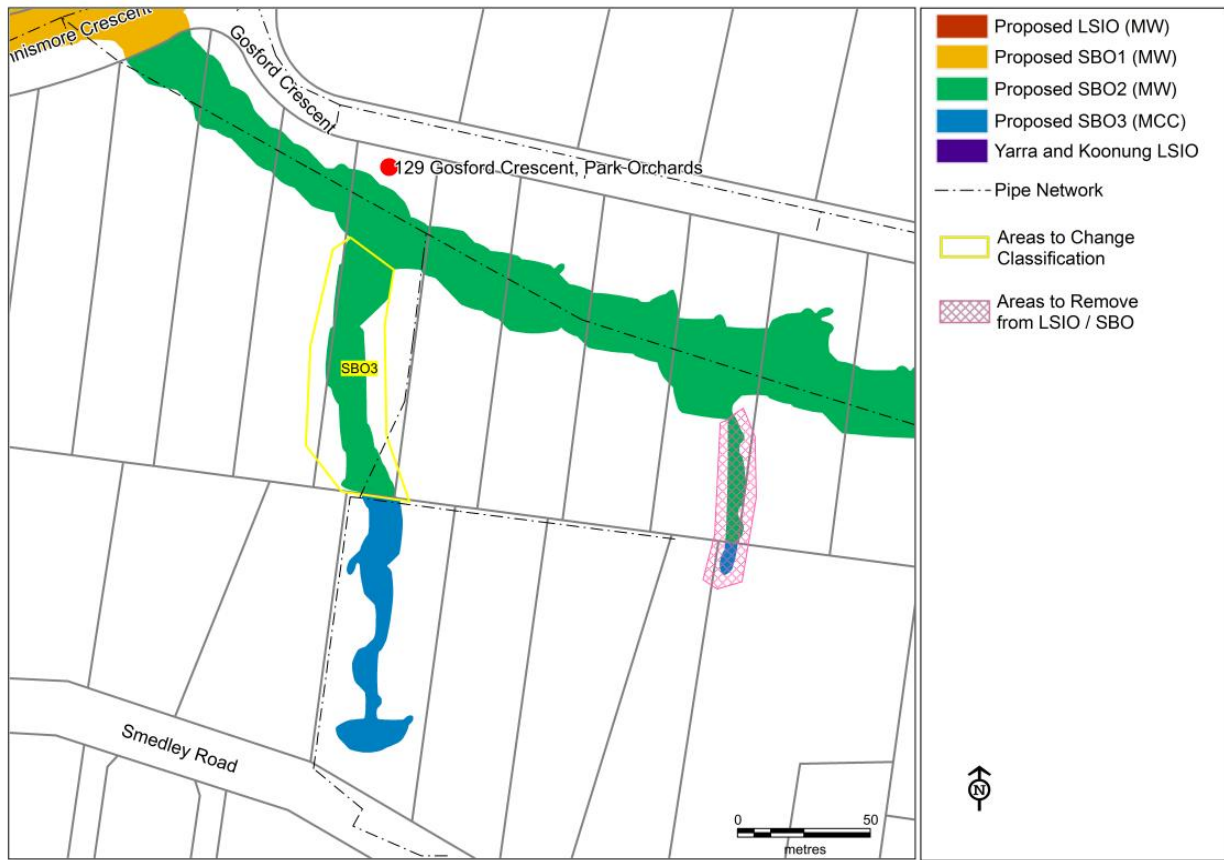 nnismore Crescent
Gosford Crescent
129 Gosford Crescent, Park Orchards
SBO3
Smedley Road
0 50
metres
Proposed LSIO (MW)
Proposed SBO1 (MW)
Proposed SBO2 (MW)
Proposed SBO3 (MCC)
Yarra and Koonung LSIO
Pipe Network
Areas to Change
Classification
Areas to Remove
from LSIO / SBO
N